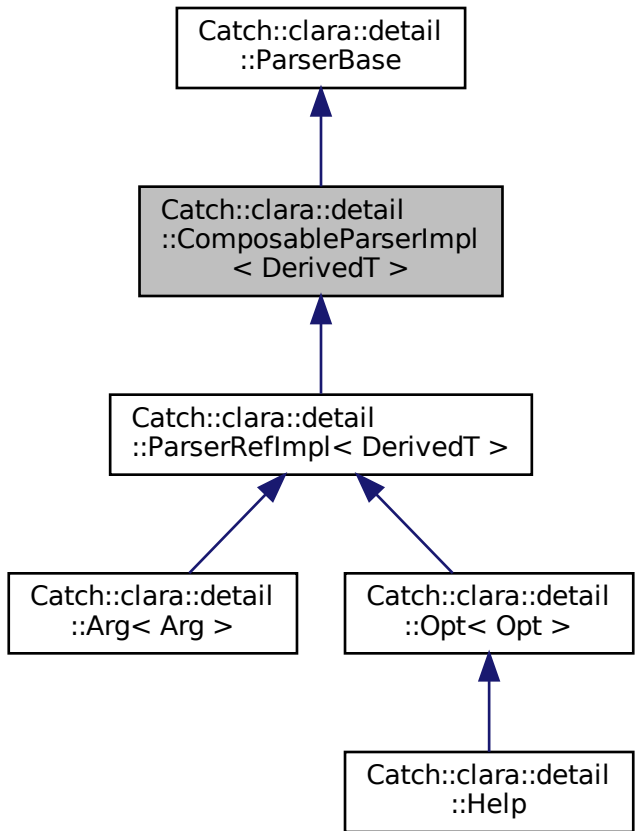 Catch::clara::detail
::ParserBase
Catch::clara::detail
::ComposableParserImpl
< DerivedT >
Catch::clara::detail
::ParserRefImpl< DerivedT >
Catch::clara::detail
::Arg< Arg >
Catch::clara::detail
::Opt< Opt >
Catch::clara::detail
::Help